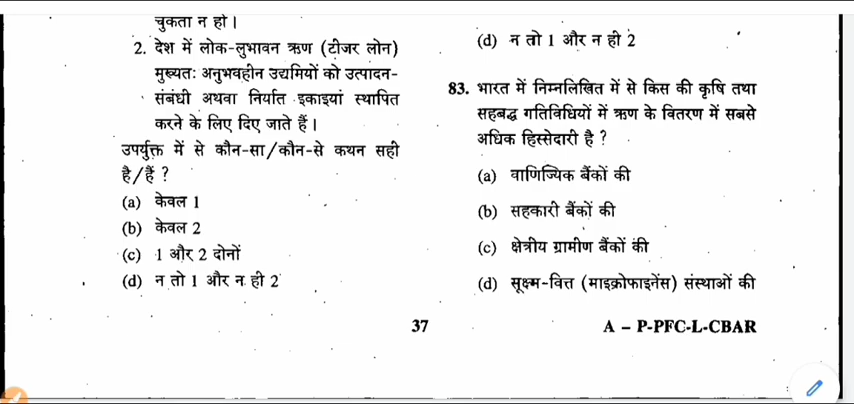 चुकता न हो।
2. देश में लोक-लुभावन ऋण (टीजर लोन)
मुख्यतः अनुभवहीन उद्यमियों को उत्पादन-
संबंधी अथवा निर्यात इकाइयां स्थापित
करने के लिए दिए जाते हैं।
उपर्युक्त में से कौन-सा/कौन-से कथन सही
है/हैं ?
(a) केवल 1
(b) केवल 2
(c) 1 और 2 दोनों
(d) न तो 1 और न ही 2
(d) न तो 1 और न ही 2
83. भारत में निम्नलिखित में से किस की कृषि तथा
सहबद्ध गतिविधियों में ऋण के वितरण में सबसे
अधिक हिस्सेदारी है ?
(a) वाणिज्यिक बैंकों की
(b) सहकारी बैंकों की
(c) क्षेत्रीय ग्रामीण बैंकों की
(d) सूक्ष्म-वित्त (माइक्रोफाइनेंस) संस्थाओं की
37
A – P-PFC-L-CBAR